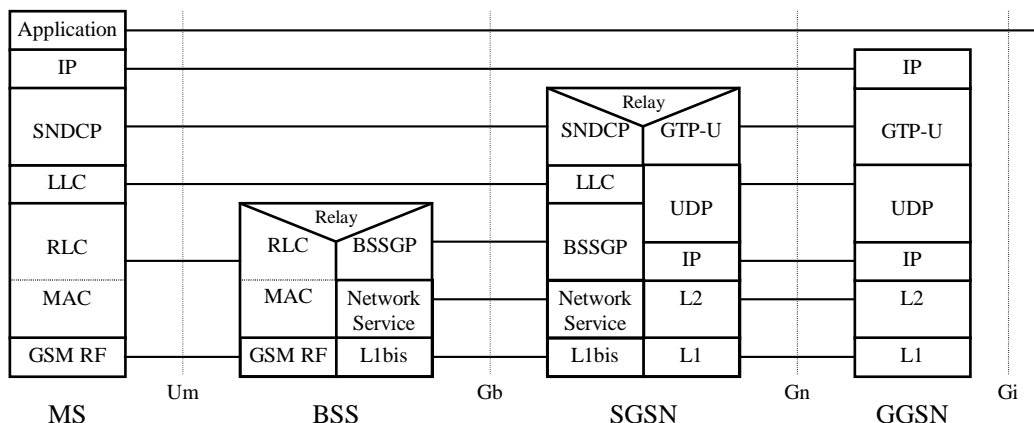 Application
IP
IP
Relay
SNDCP
SNDCP
GTP-U
GTP-U
LLC
LLC
Relay
UDP
UDP
RLC
RLC
BSSGP
BSSGP
IP
IP
MAC
MAC
Network
Service
Network
Service
L2
L2
GSM RF
GSM RF
L1bis
L1bis
L1
L1
Um
Gb
Gn
Gi
MS
BSS
SGSN
GGSN